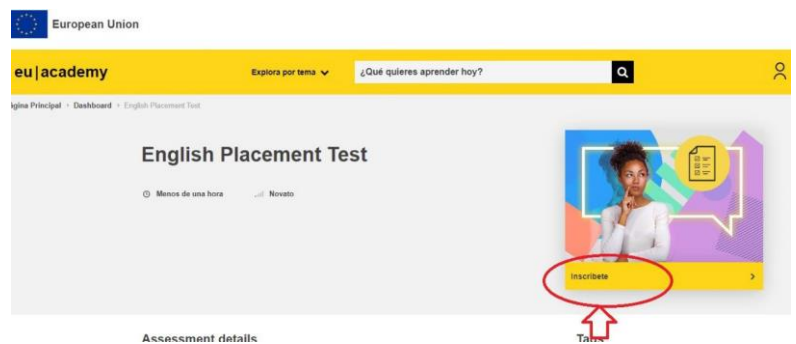 European Union
eu|academy
Explora por tema
¿Qué quieres aprender hoy?
ágina Principal
Dashboard
English Placement Test
English Placement Test
Menos de una hora
Novato
Inscríbete
Assessment details
Tags